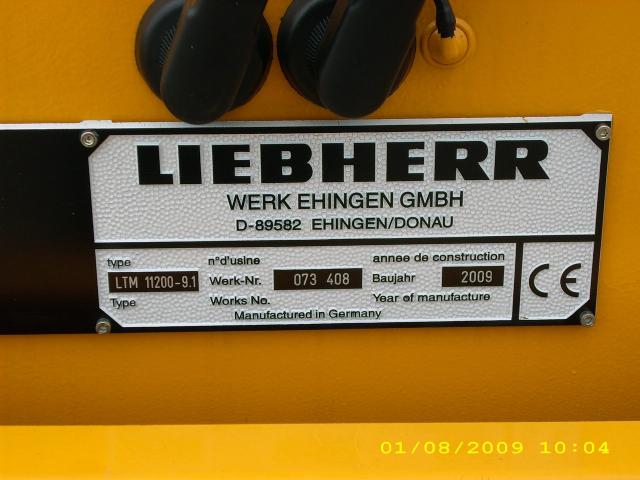 LIEBHERR
WERK EHINGEN GMBH
D-89582 EHINGEN/DONAU
type n°d'usine annee de construction
LTM 11200-9.1 Werk-Nr. 073 408 Baujahr 2009
Type Works No. Year of manufacture
Manufactured in Germany
CE
01/08/2009 10:04